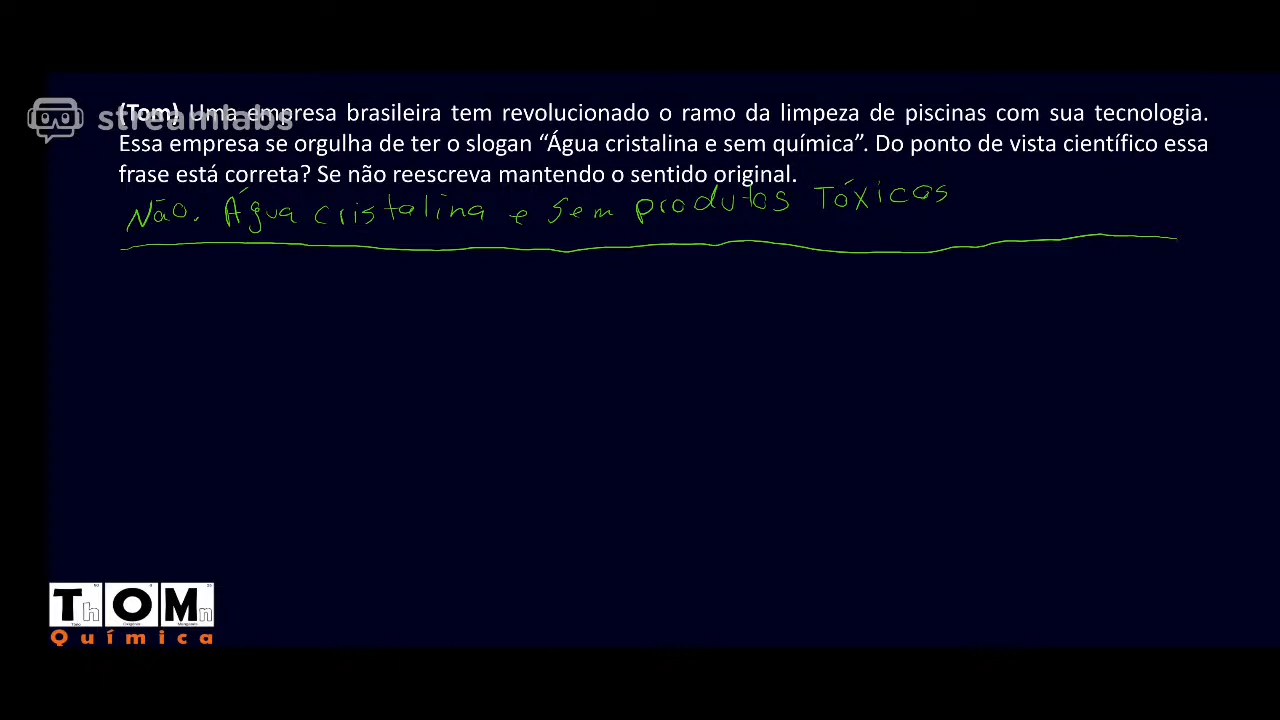 (Tom) Uma empresa brasileira tem revolucionado o ramo da limpeza de piscinas com sua tecnologia.
streamlabs
Essa empresa se orgulha de ter o slogan “Água cristalina e sem química”. Do ponto de vista científico essa
frase está correta? Se não reescreva mantendo o sentido original.
Não. Água cristalina e sem produtos Tóxicos
Th O Mn
Química